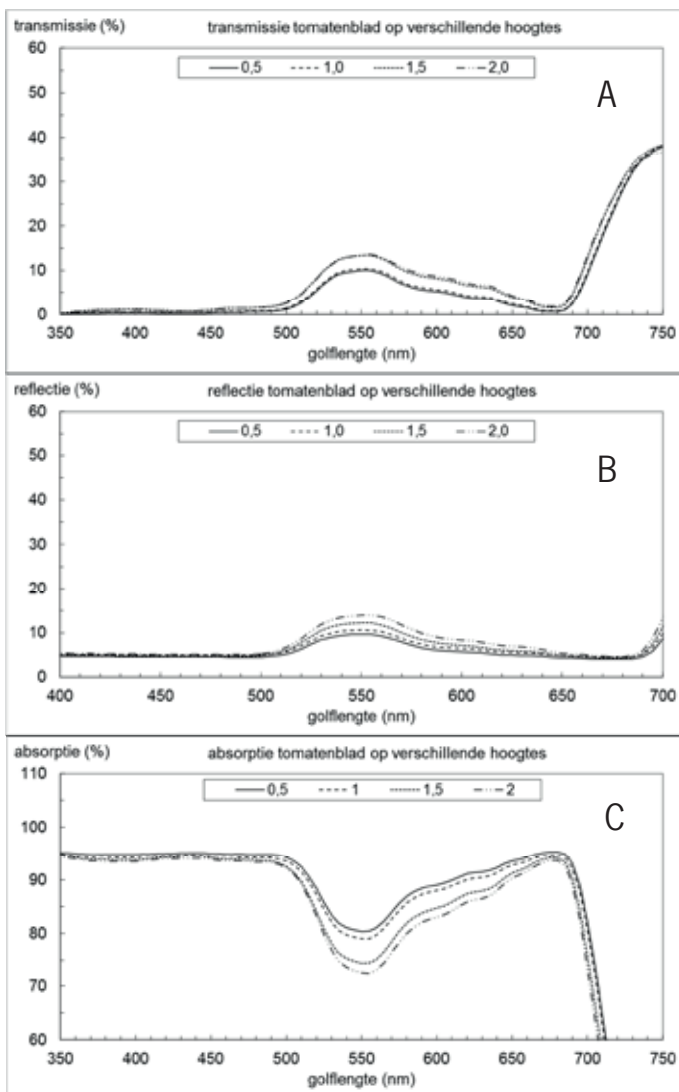 transmissie (%) transmissie tomatenblad op verschillende hoogtes
60
0,5 1,0 1,5 2,0
A
50
40
30
20
10
0
350 400 450 500 550 600 650 700 750
golflengte (nm)
reflectie (%) reflectie tomatenblad op verschillende hoogtes
60
0,5 1,0 1,5 2,0
B
50
40
30
20
10
0
400 450 500 550 600 650 700
golflengte (nm)
absorptie (%) absorptie tomatenblad op verschillende hoogtes
110
0,5 1 1,5 2
C
100
90
80
70
60
350 400 450 500 550 600 650 700 750
golflengte (nm)